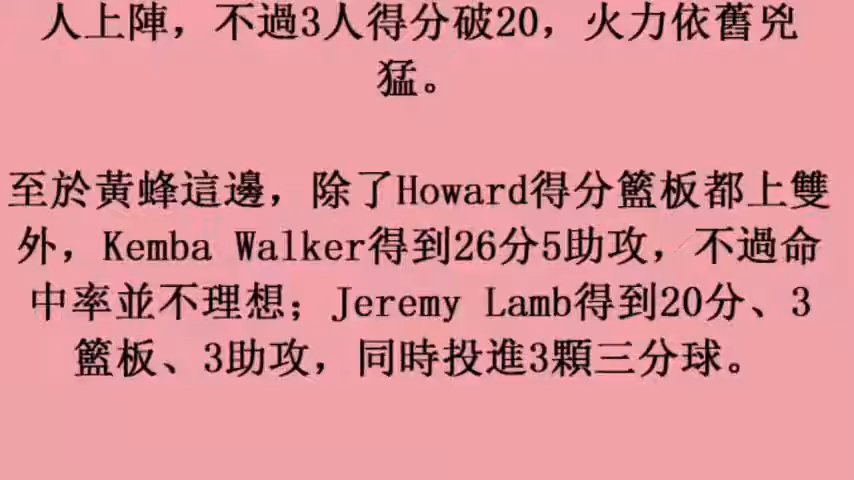 人上陣，不過3人得分破20，火力依舊兇
猛。
至於黃蜂這邊，除了Howard得分籃板都上雙
外，Kemba Walker得到26分5助攻，不過命
中率並不理想；Jeremy Lamb得到20分、3
籃板、3助攻，同時投進3顆三分球。